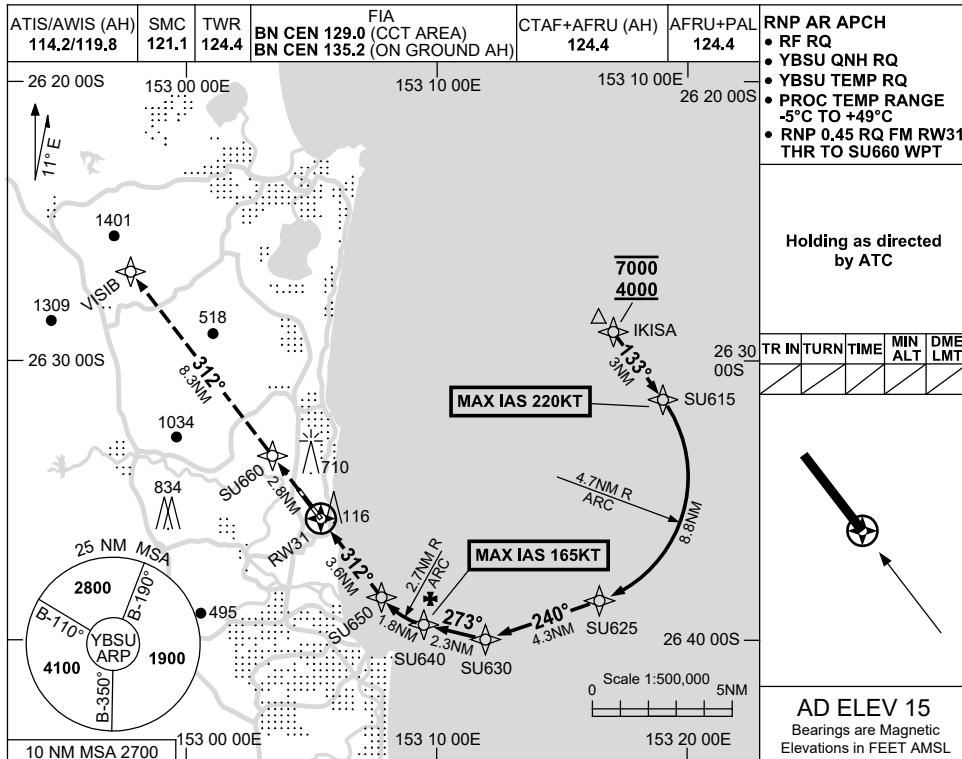 ATIS/AWIS (AH)
114.2/119.8
SMC
121.1
TWR
124.4
FIA
BN CEN 129.0 (CCT AREA)
BN CEN 135.2 (ON GROUND AH)
CTAF+AFRU (AH)
124.4
AFRU+PAL
124.4
RNP AR APCH
• RF RQ
• YBSU QNH RQ
• YBSU TEMP RQ
• PROC TEMP RANGE
-5°C TO +49°C
• RNP 0.45 RQ FM RW31
THR TO SU660 WPT
26 20 00S
153 00 00E
153 10 00E
153 10 00E
26 20 00S
11° E
1401
VISIB
1309
518
26 30 00S
312°
8.3NM
1034
SU660
710
834
2.8NM
116
RW31
7000
4000
IKISA
133°
3NM
26 30
00S
MAX IAS 220KT
SU615
4.7NM R
ARC
8.8NM
MAX IAS 165KT
312°
3.6NM
2.7NM R
ARC
SU650
1.8NM
273°
2.3NM
240°
4.3NM
SU640
SU630
SU625
26 40 00S
495
25 NM MSA
2800
B-190°
B-110°
YBSU
ARP
4100
1900
B-350°
10 NM MSA 2700
Scale 1:500,000
0
5NM
153 00 00E
153 10 00E
153 20 00E
Holding as directed
by ATC
TR IN
TURN
TIME
MIN
ALT
DME
LMT
AD ELEV 15
Bearings are Magnetic
Elevations in FEET AMSL